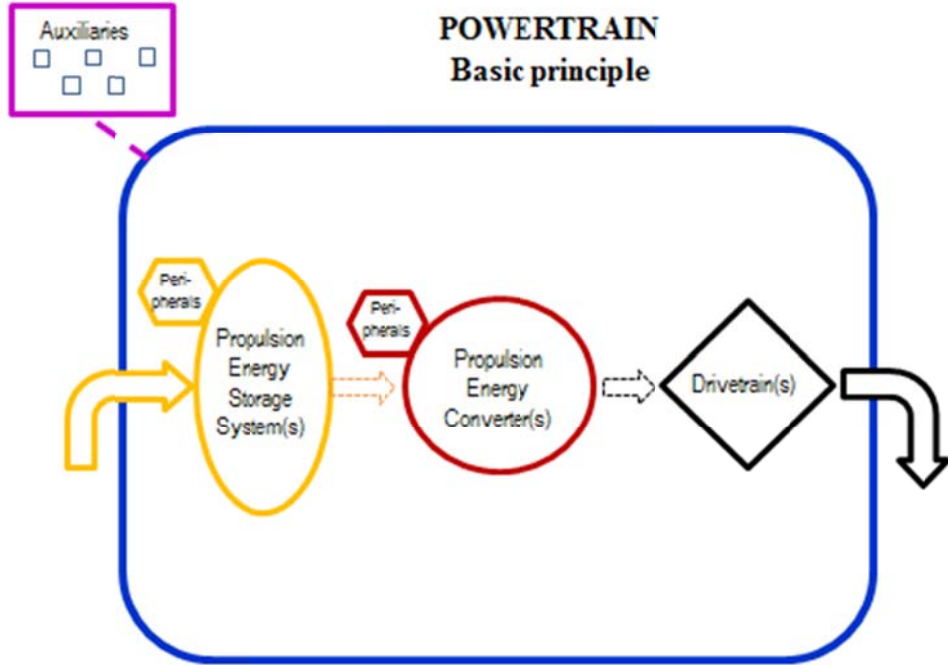 Auxiliaries
POWERTRAIN
Basic principle
Peri-
pherals
Propulsion
Energy
Storage
System(s)
Peri-
pherals
Propulsion
Energy
Converter(s)
Drivetrain(s)